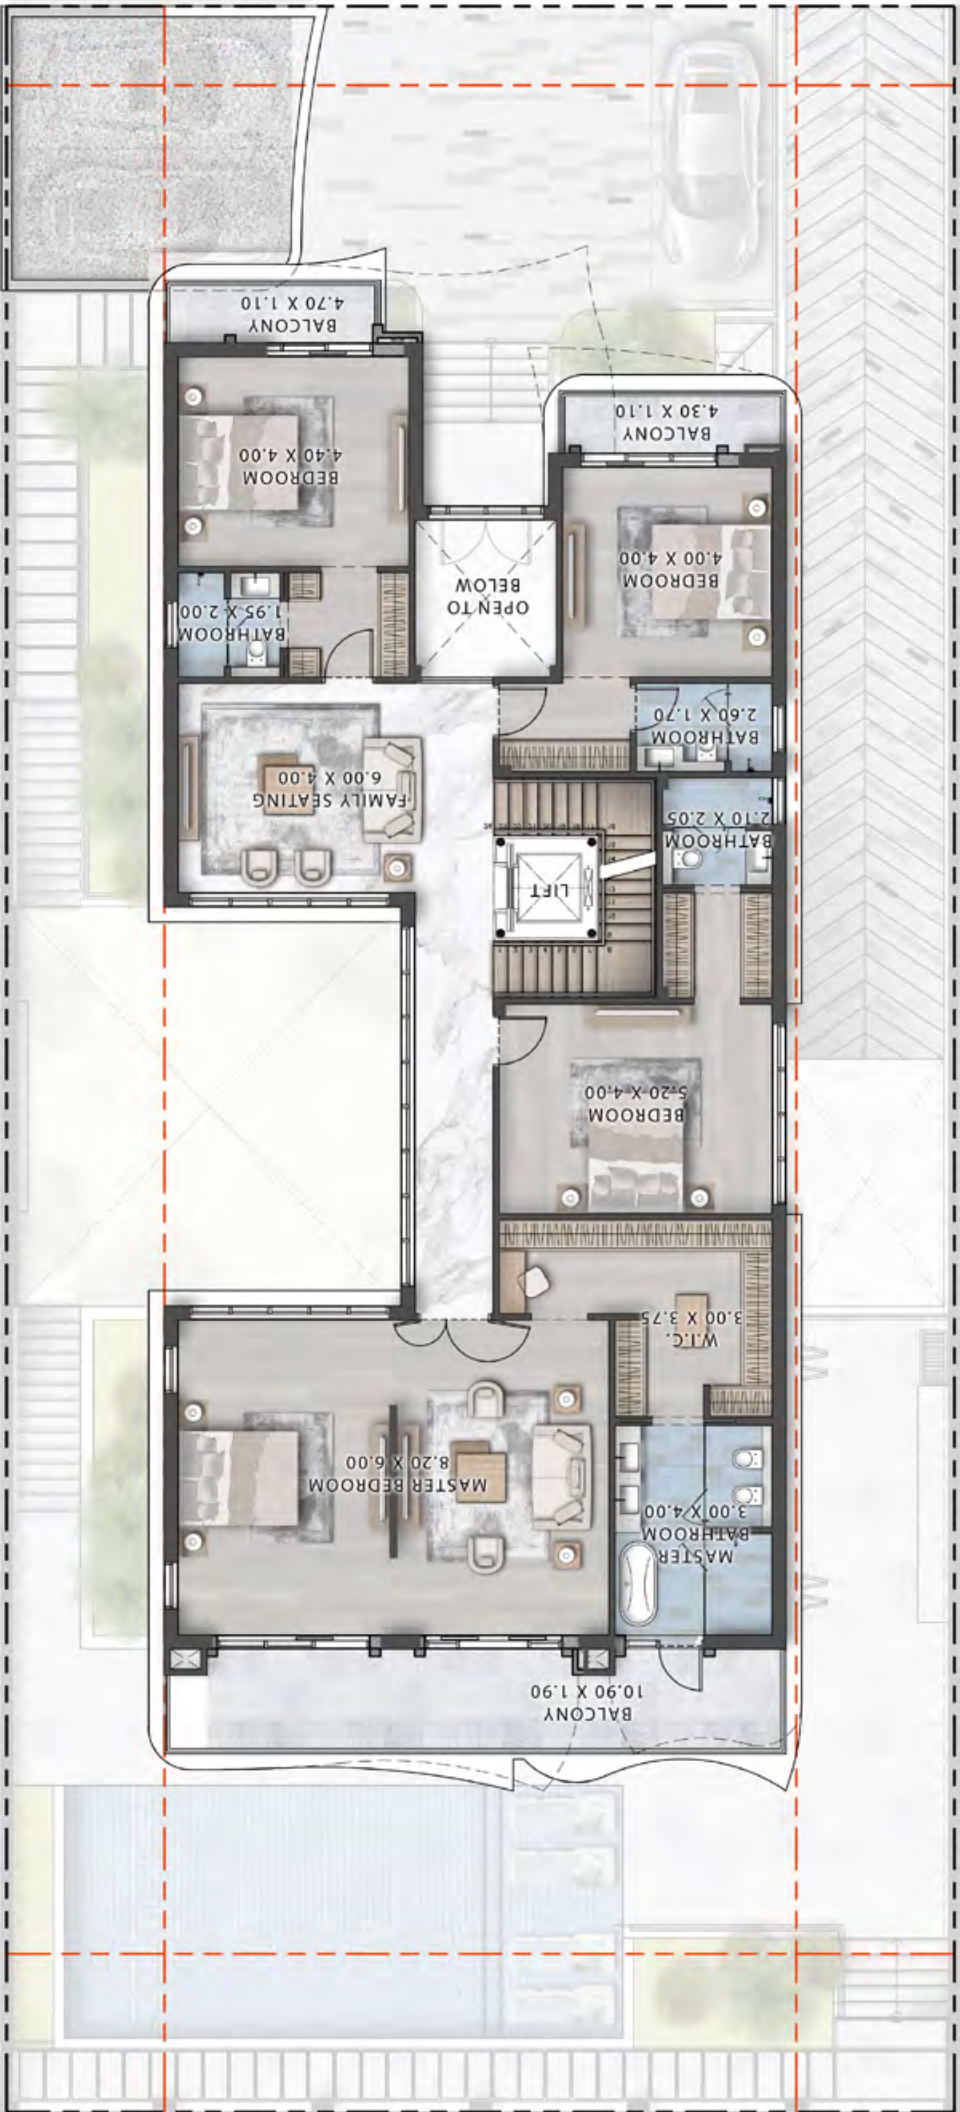 BALCONY
10.90 X 1.90
MASTER
BATHROOM
3.00 X 4.00
MASTER BEDROOM
8.20 X 6.00
W.I.C.
3.00 X 3.75
BEDROOM
5.20 X 4.00
LIFT
BATHROOM
2.10 X 2.05
FAMILY SEATING
6.00 X 4.00
BATHROOM
2.60 X 1.70
BATHROOM
1.95 X 2.00
OPEN TO
BELOW
BEDROOM
4.00 X 4.00
BEDROOM
4.40 X 4.00
BALCONY
4.30 X 1.10
BALCONY
4.70 X 1.10